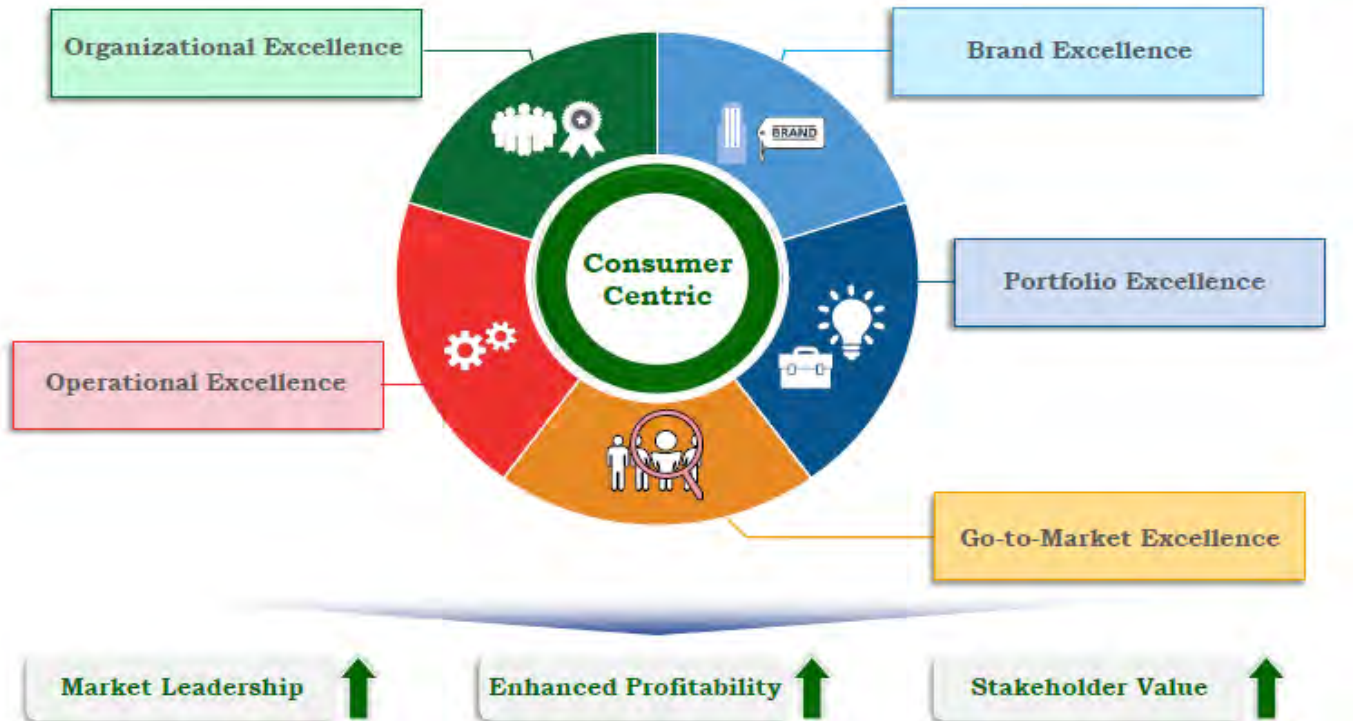 Organizational Excellence
Brand Excellence
BRAND
Consumer
Centric
Portfolio Excellence
Operational Excellence
Go-to-Market Excellence
Market Leadership
Enhanced Profitability
Stakeholder Value